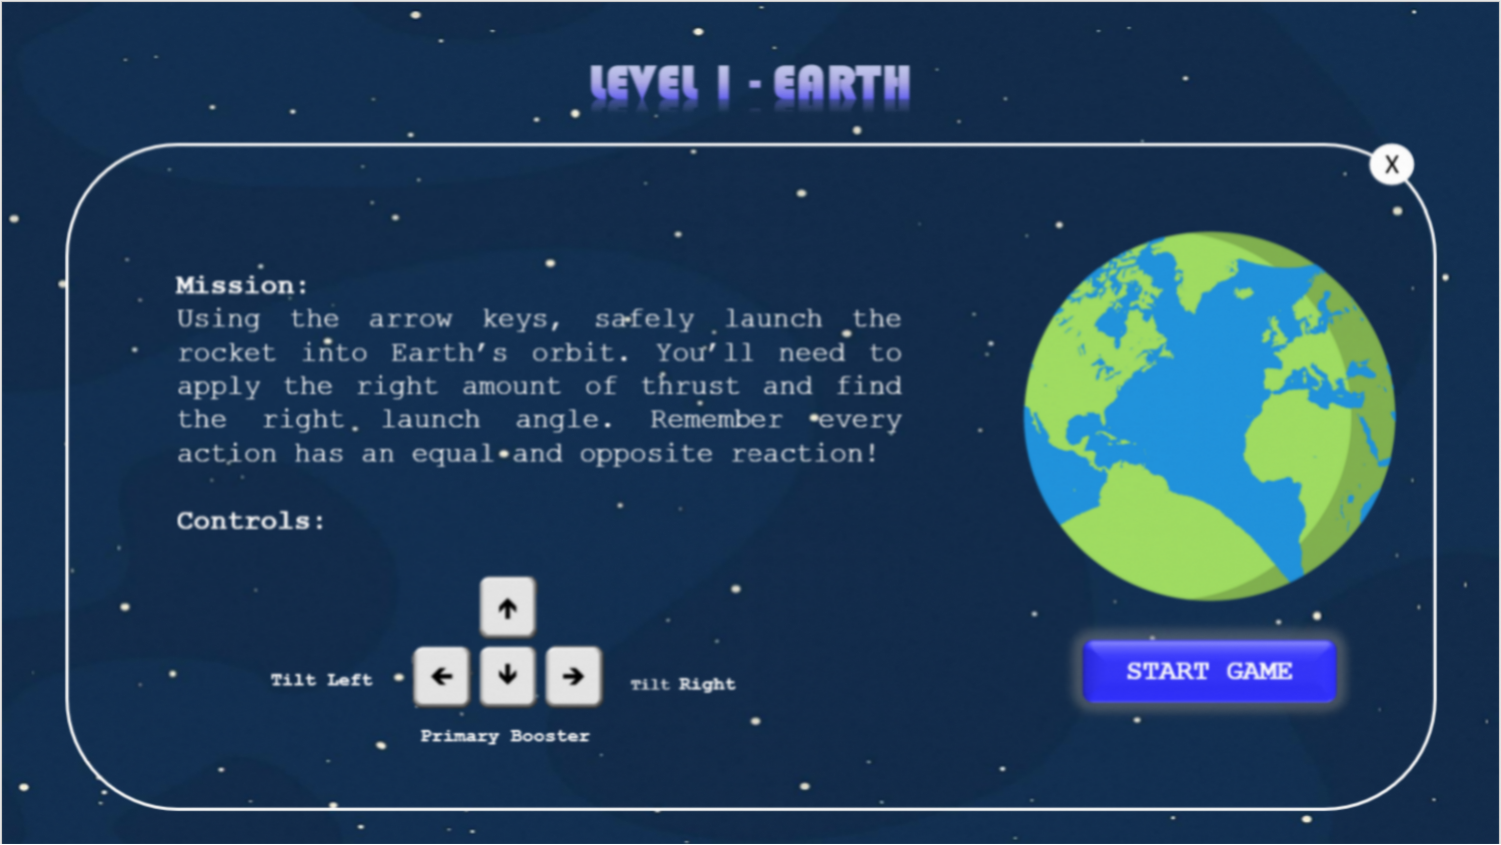 LEVEL 1 - EARTH
X
Mission:
Using the arrow keys, safely launch the
rocket into Earth's orbit. You'll need to
apply the right amount of thrust and find
the right launch angle. Remember every
action has an equal and opposite reaction!
Controls:
↑
Tilt Left ← ↓ → Tilt Right
Primary Booster
START GAME